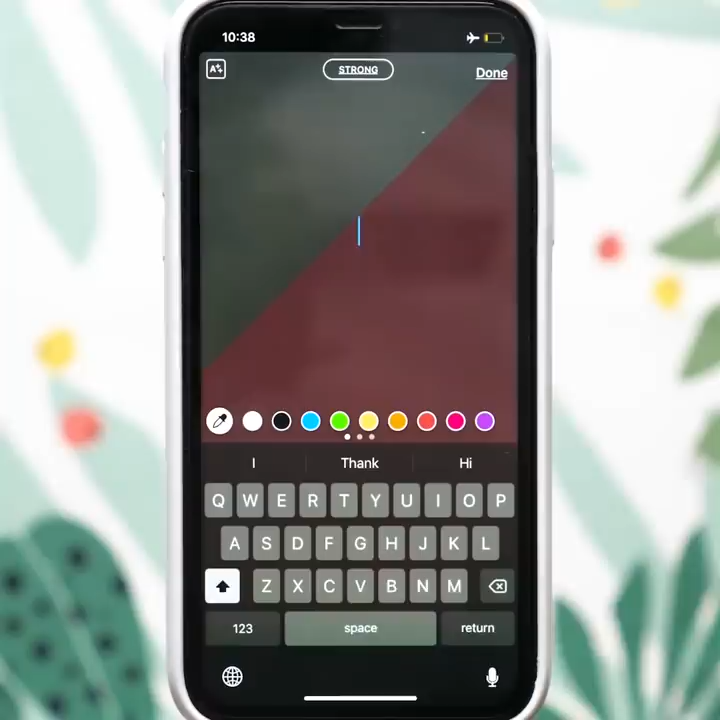 10:38
A
STRONG
Done
I Thank Hi
Q W E R T Y U I O P
A S D F G H J K L
Z X C V B N M
123 space return